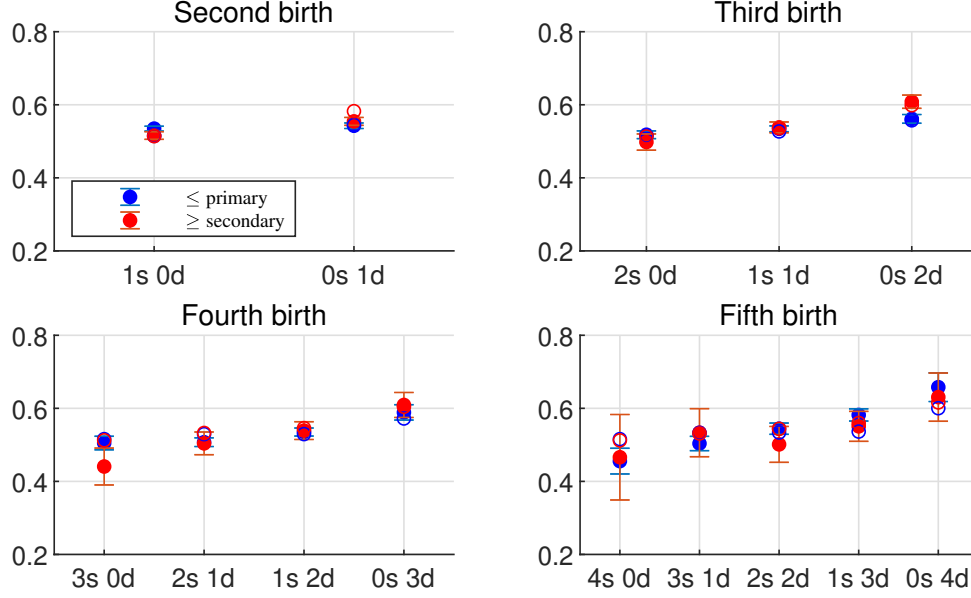 Second birth
0.8
0.6
0.4
0.2
≤ primary
≥ secondary
1s 0d
0s 1d
Third birth
0.8
0.6
0.4
0.2
2s 0d
1s 1d
0s 2d
Fourth birth
0.8
0.6
0.4
0.2
3s 0d
2s 1d
1s 2d
0s 3d
Fifth birth
0.8
0.6
0.4
0.2
4s 0d
3s 1d
2s 2d
1s 3d
0s 4d